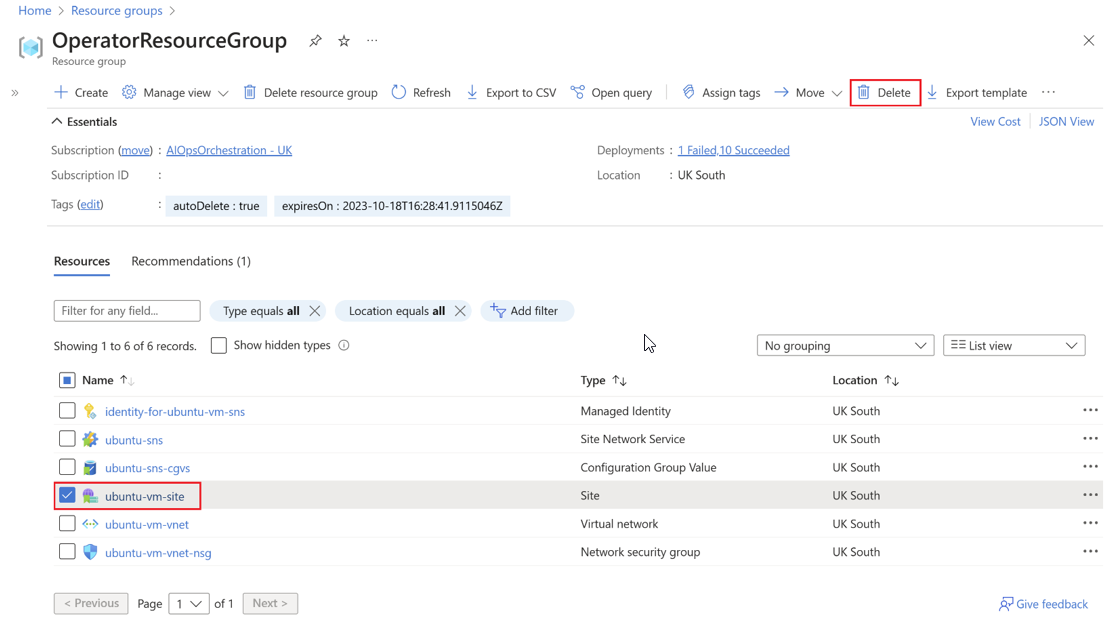 Home > Resource groups >
OperatorResourceGroup ...
Resource group
» Create Manage view Delete resource group Refresh Export to CSV Open query Assign tags Move Delete Export template ...
Essentials View Cost JSON View
Subscription (move) : AIOpsOrchestration - UK Deployments : 1 Failed,10 Succeeded
Subscription ID : Location : UK South
Tags (edit) : autoDelete : true expiresOn : 2023-10-18T16:28:41.9115046Z
Resources Recommendations (1)
Filter for any field... Type equals all Location equals all Add filter
Showing 1 to 6 of 6 records. Show hidden types No grouping List view
Name ↑↓ Type ↑↓ Location ↑↓
identity-for-ubuntu-vm-sns Managed Identity UK South ...
ubuntu-sns Site Network Service UK South ...
ubuntu-sns-cgvs Configuration Group Value UK South ...
ubuntu-vm-site Site UK South ...
ubuntu-vm-vnet Virtual network UK South ...
ubuntu-vm-vnet-nsg Network security group UK South ...
< Previous Page 1 of 1 Next > Give feedback